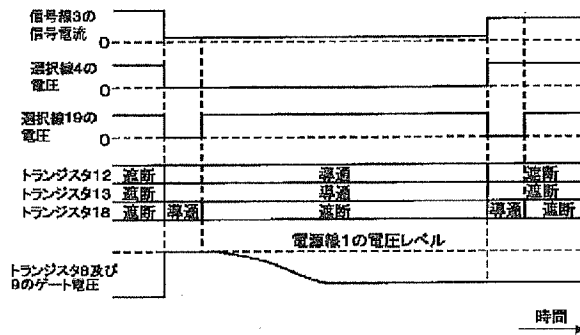 信号線3の
信号電流
0
選択線4の
電圧
0
選択線19の
電圧
0
トランジスタ12 遮断 導通 遮断
トランジスタ13 遮断 導通 遮断
トランジスタ18 遮断 導通 遮断 導通 遮断
電源線1の電圧レベル
トランジスタ8及び
9のゲート電圧
時間